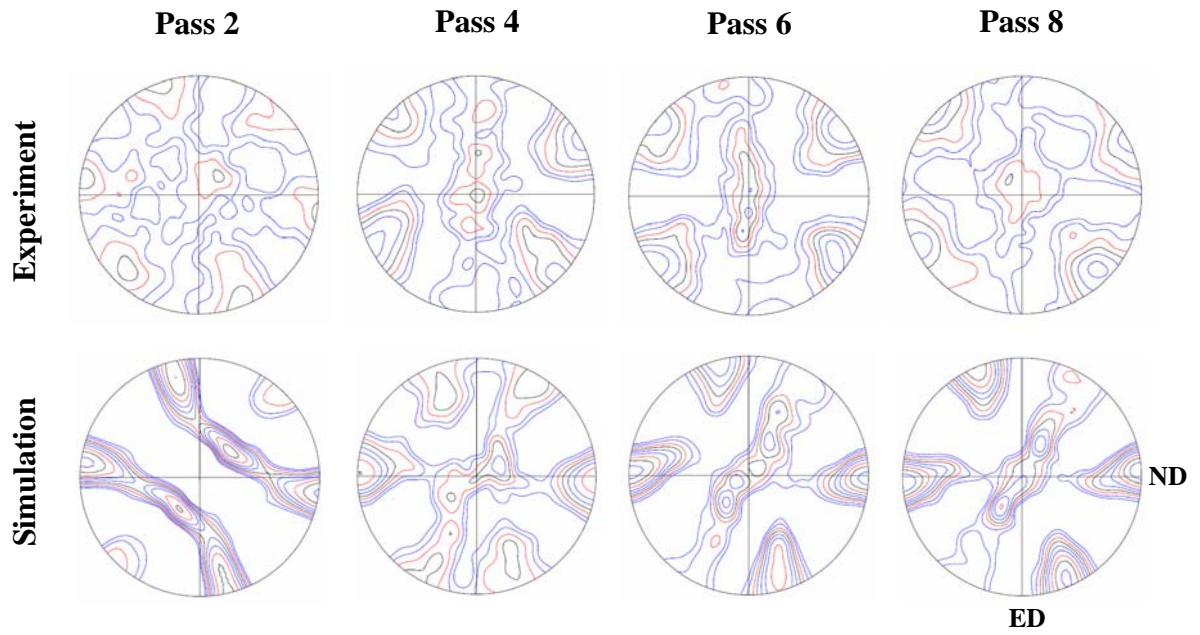 Pass 2
Pass 4
Pass 6
Pass 8
Experiment
Simulation
ND
ED